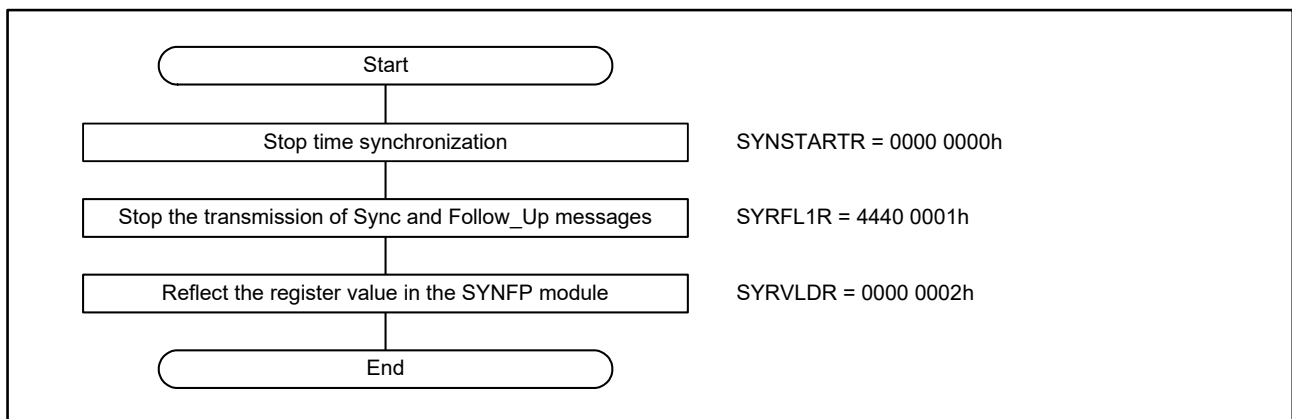 Start
Stop time synchronization SYNSTARTR = 0000 0000h
Stop the transmission of Sync and Follow_Up messages SYRFL1R = 4440 0001h
Reflect the register value in the SYNFP module SYRVLDR = 0000 0002h
End